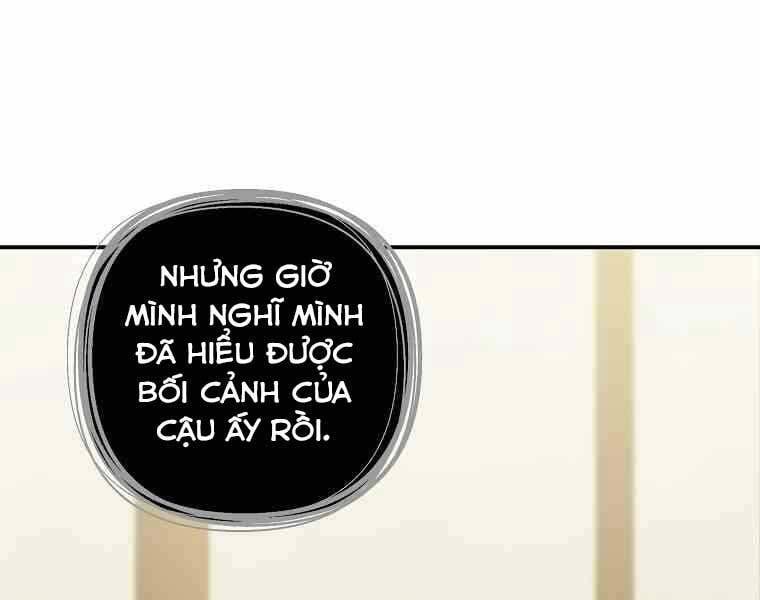 NHƯNG GIỜ
MÌNH NGHĨ MÌNH
ĐÃ HIỂU ĐƯỢC
BỐI CẢNH CỦA
CẬU ẤY RỒI.